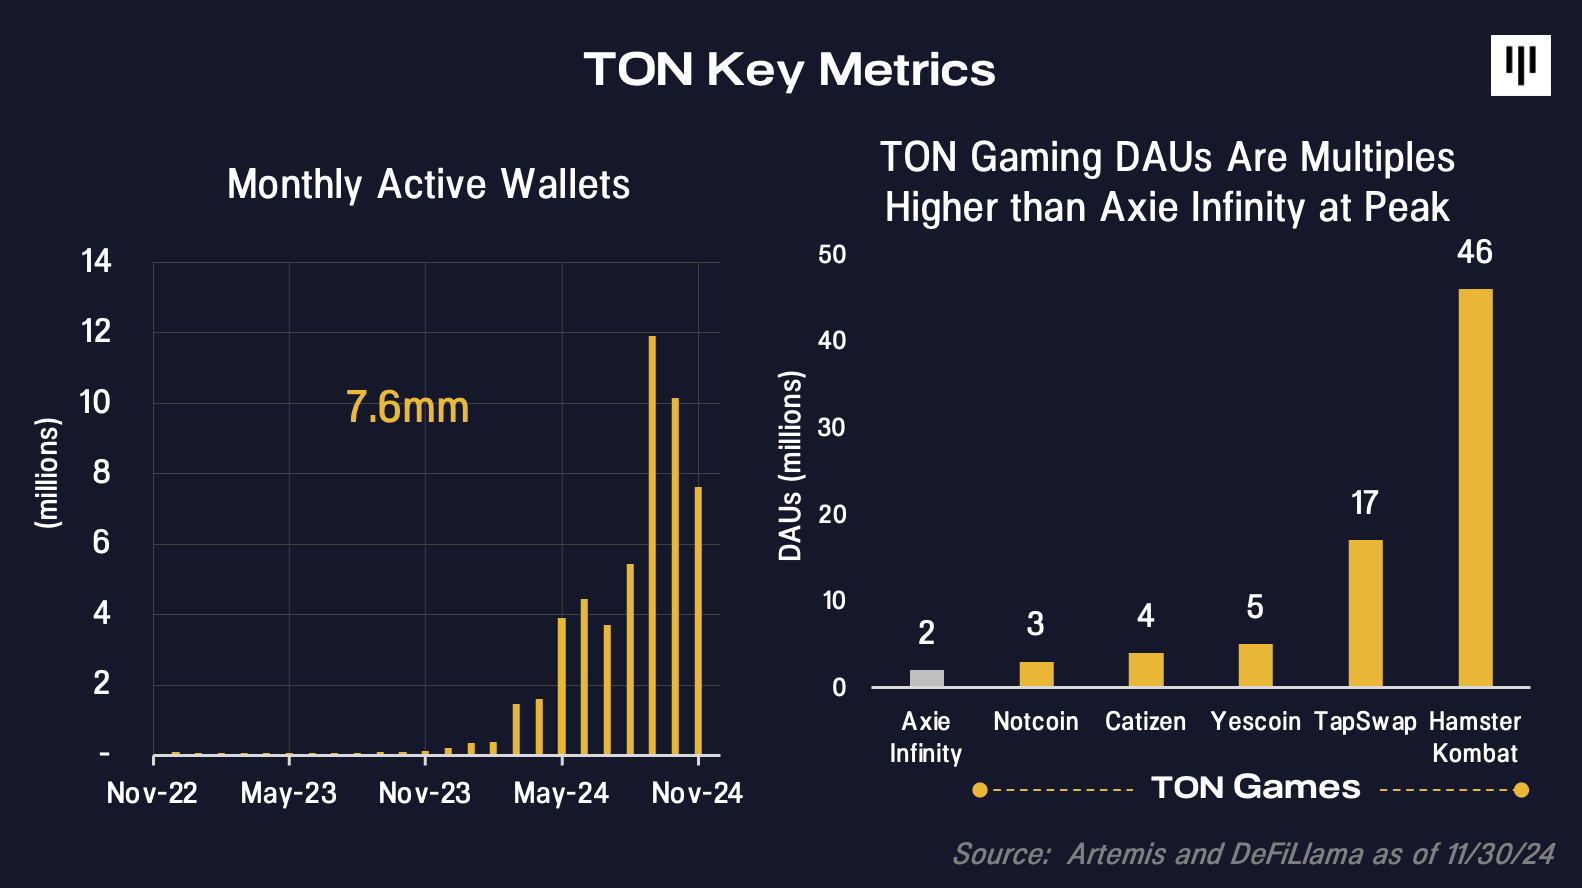 TON Key Metrics
Monthly Active Wallets
14
12
10
8
6
4
2
-
(millions)
7.6mm
Nov-22 May-23 Nov-23 May-24 Nov-24
TON Gaming DAUs Are Multiples
Higher than Axie Infinity at Peak
50
40
30
20
10
0
DAUs (millions)
2
3
4
5
17
46
Axie Infinity
Notcoin
Catizen
Yescoin
TapSwap
Hamster Kombat
TON Games
Source: Artemis and DeFiLlama as of 11/30/24